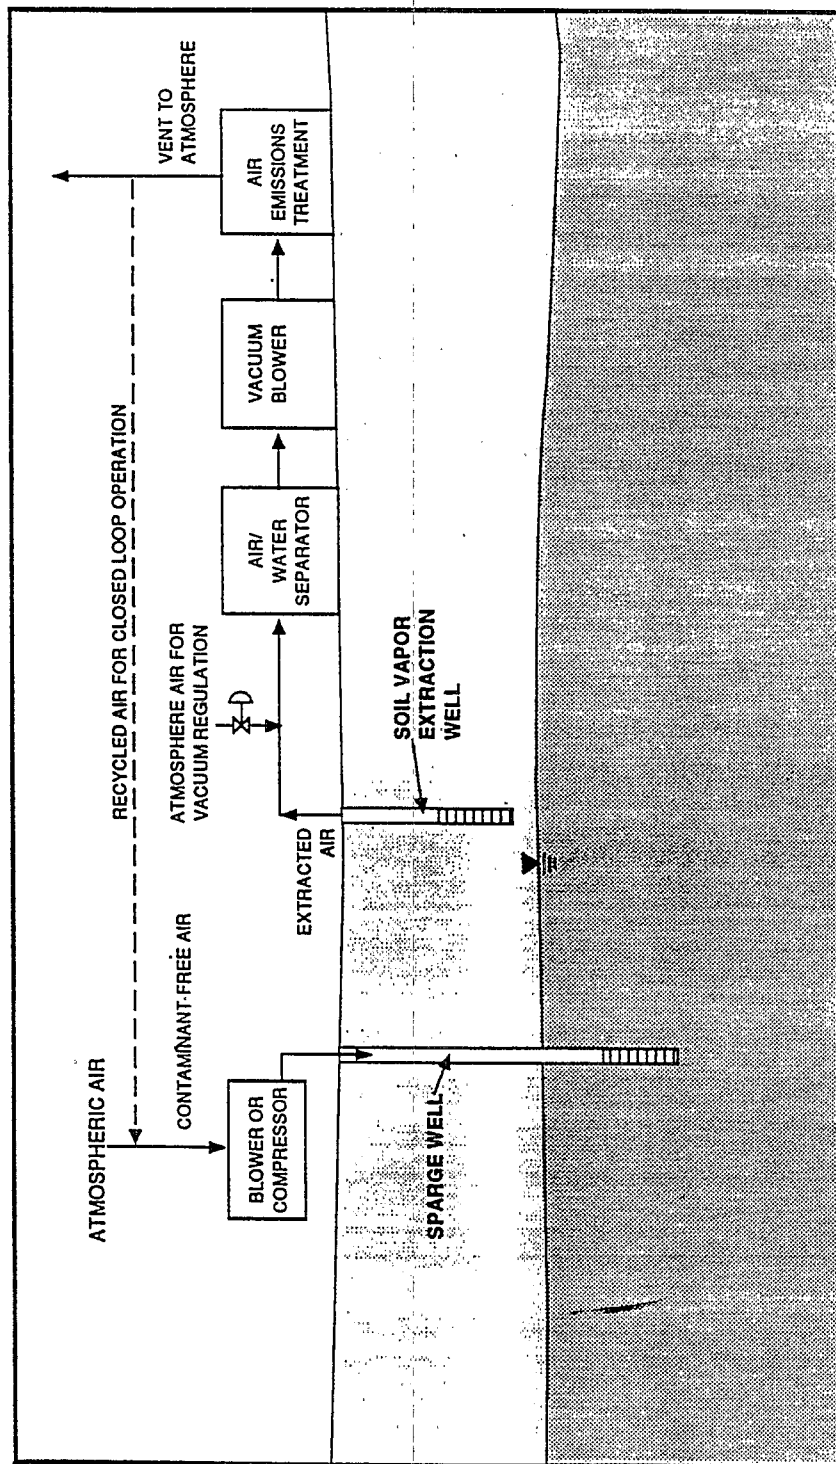 ATMOSPHERIC AIR
RECYCLED AIR FOR CLOSED LOOP OPERATION
VENT TO
ATMOSPHERE
CONTAMINANT-FREE AIR
ATMOSPHERE AIR FOR
VACUUM REGULATION
BLOWER OR
COMPRESSOR
EXTRACTED
AIR
AIR/
WATER
SEPARATOR
VACUUM
BLOWER
AIR
EMISSIONS
TREATMENT
SPARGE WELL
SOIL VAPOR
EXTRACTION
WELL